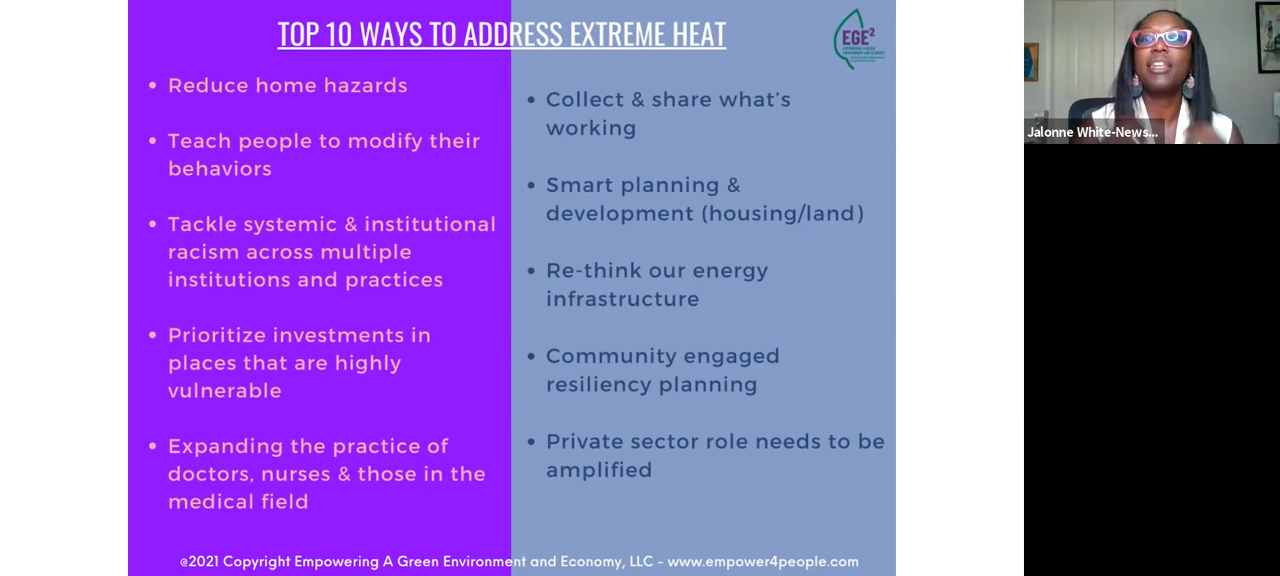 TOP 10 WAYS TO ADDRESS EXTREME HEAT
EGE²
• Reduce home hazards
• Teach people to modify their
behaviors
• Tackle systemic & institutional
racism across multiple
institutions and practices
• Prioritize investments in
places that are highly
vulnerable
• Expanding the practice of
doctors, nurses & those in the
medical field
• Collect & share what's
working
• Smart planning &
development (housing/land)
• Re-think our energy
infrastructure
• Community engaged
resiliency planning
• Private sector role needs to be
amplified
@2021 Copyright Empowering A Green Environment and Economy, LLC - www.empower4people.com
Jalonne White-News...